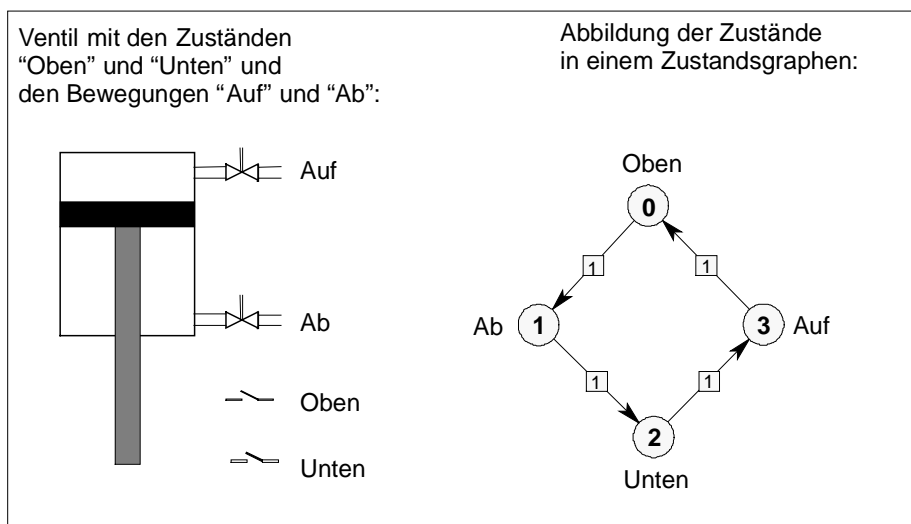 Ventil mit den Zuständen
“Oben” und “Unten” und
den Bewegungen “Auf” und “Ab”:
Auf
Ab
Oben
Unten
Abbildung der Zustände
in einem Zustandsgraphen:
Oben
0
1
1
Ab
1
3
Auf
1
1
2
Unten